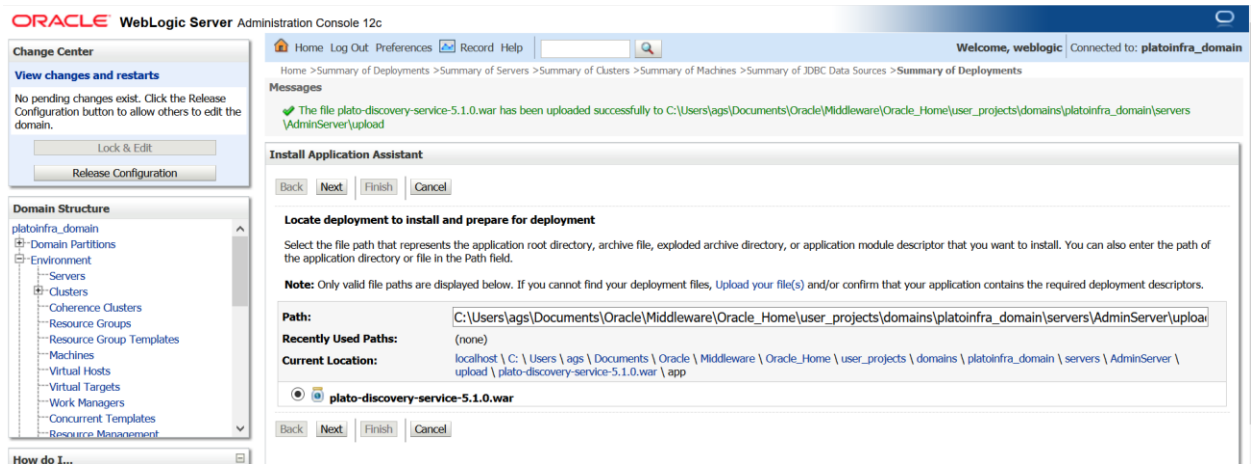 ORACLE WebLogic Server Administration Console 12c
Change Center
View changes and restarts
No pending changes exist. Click the Release
Configuration button to allow others to edit the
domain.
Lock & Edit
Release Configuration
Domain Structure
platoinfra_domain
Domain Partitions
Environment
Servers
Clusters
Coherence Clusters
Resource Groups
Resource Group Templates
Machines
Virtual Hosts
Virtual Targets
Work Managers
Concurrent Templates
Resource Management
How do I...
Home Log Out Preferences Record Help
Welcome, weblogic Connected to: platoinfra_domain
Home >Summary of Deployments >Summary of Servers >Summary of Clusters >Summary of Machines >Summary of JDBC Data Sources >Summary of Deployments
Messages
The file plato-discovery-service-5.1.0.war has been uploaded successfully to C:\Users\ags\Documents\Oracle\Middleware\Oracle_Home\user_projects\domains\platoinfra_domain\servers
\AdminServer\upload
Install Application Assistant
Back Next Finish Cancel
Locate deployment to install and prepare for deployment
Select the file path that represents the application root directory, archive file, exploded archive directory, or application module descriptor that you want to install. You can also enter the path of
the application directory or file in the Path field.
Note: Only valid file paths are displayed below. If you cannot find your deployment files, Upload your file(s) and/or confirm that your application contains the required deployment descriptors.
Path: C:\Users\ags\Documents\Oracle\Middleware\Oracle_Home\user_projects\domains\platoinfra_domain\servers\AdminServer\uploa
Recently Used Paths: (none)
Current Location: localhost \ C: \ Users \ ags \ Documents \ Oracle \ Middleware \ Oracle_Home \ user_projects \ domains \ platoinfra_domain \ servers \ AdminServer \
upload \ plato-discovery-service-5.1.0.war \ app
plato-discovery-service-5.1.0.war
Back Next Finish Cancel